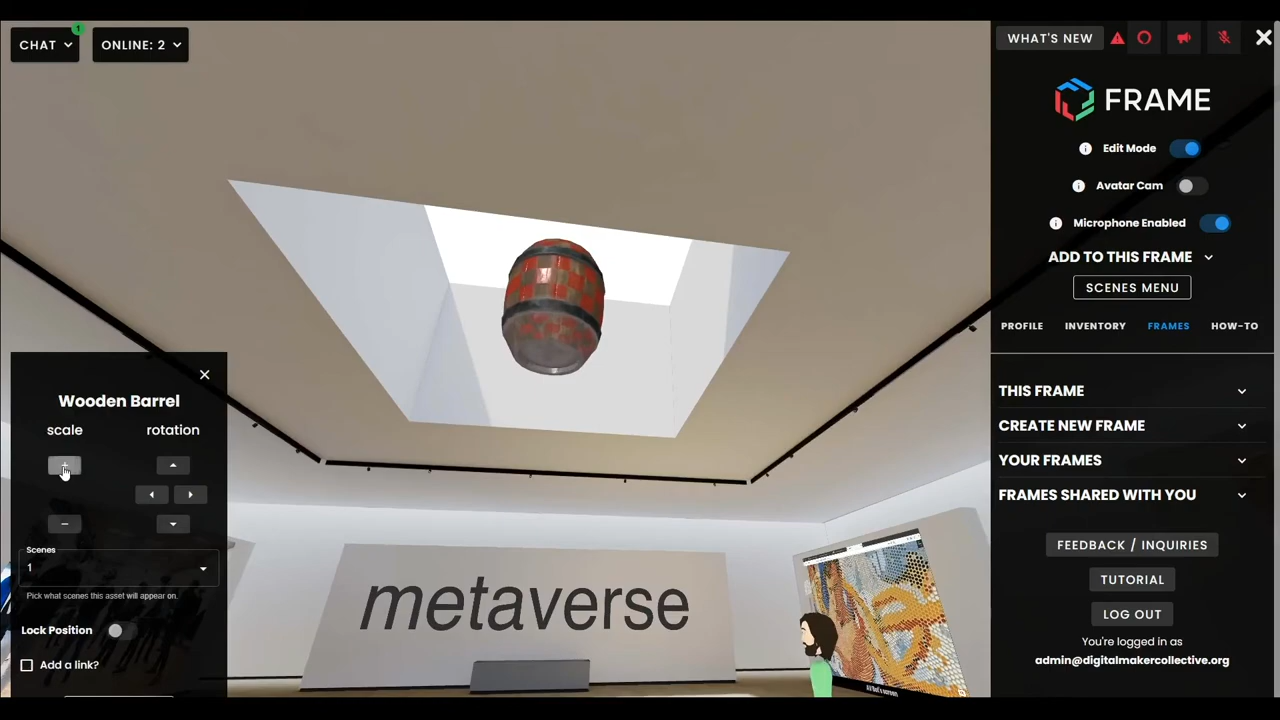 CHAT
1
ONLINE: 2
WHAT'S NEW
FRAME
Edit Mode
Avatar Cam
Microphone Enabled
ADD TO THIS FRAME
SCENES MENU
PROFILE INVENTORY FRAMES HOW-TO
THIS FRAME
CREATE NEW FRAME
YOUR FRAMES
FRAMES SHARED WITH YOU
FEEDBACK / INQUIRIES
TUTORIAL
LOG OUT
You're logged in as
admin@digitalmakercollective.org
Wooden Barrel
scale rotation
Scenes
1
Pick what scenes this asset will appear on.
Lock Position
Add a link?
metaverse